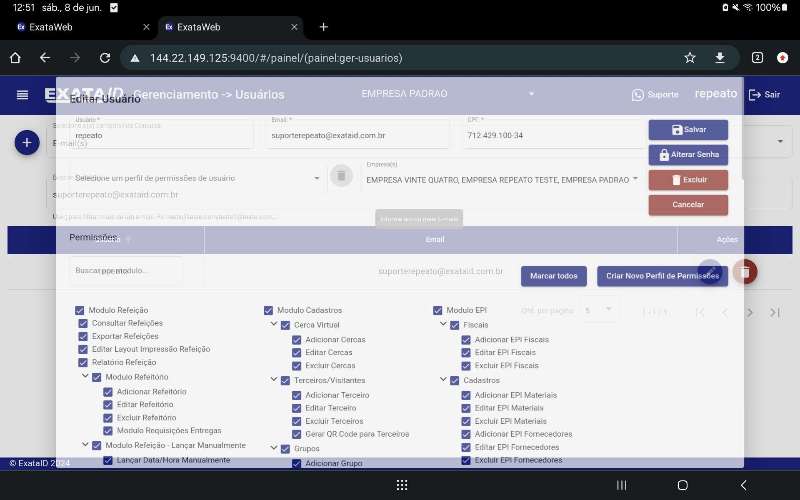 12:51 sáb., 8 de jun.
100%
ExataWeb
ExataWeb
144.22.149.125:9400/#/painel/(painel:ger-usuarios)
2
EXATAID
Gerenciamento -> Usuários
EMPRESA PADRAO
Suporte
repeato
Sair
Editar Usuário
Usuário *
repeato
Email: *
suporterepeato@exataid.com.br
CPF: *
712.429.100-34
Salvar
Alterar Senha
Excluir
Cancelar
E-mail(s)
Selecione um perfil de permissões de usuário
Empresa(s)
EMPRESA VINTE QUATRO, EMPRESA REPEATO TESTE, EMPRESA PADRAO
suporterepeato@exataid.com.br
Permissões
Email
Ações
Buscar por modulo...
repeato
suporterepeato@exataid.com.br
Marcar todos
Criar Novo Perfil de Permissões
Qtd. por pagina
5
1 - 1 / 1
Modulo Refeição
Consultar Refeições
Exportar Refeições
Editar Layout Impressão Refeição
Relatório Refeição
Modulo Refeitório
Adicionar Refeitório
Editar Refeitório
Excluir Refeitório
Modulo Requisições Entregas
Modulo Refeição - Lançar Manualmente
Lançar Data/Hora Manualmente
Modulo Cadastros
Cerca Virtual
Adicionar Cercas
Editar Cercas
Excluir Cercas
Terceiros/Visitantes
Adicionar Terceiro
Editar Terceiro
Excluir Terceiros
Gerar QR Code para Terceiros
Grupos
Adicionar Grupo
Modulo EPI
Fiscais
Adicionar EPI Fiscais
Editar EPI Fiscais
Excluir EPI Fiscais
Cadastros
Adicionar EPI Materiais
Editar EPI Materiais
Excluir EPI Materiais
Adicionar EPI Fornecedores
Editar EPI Fornecedores
Excluir EPI Fornecedores
© ExataID 2024